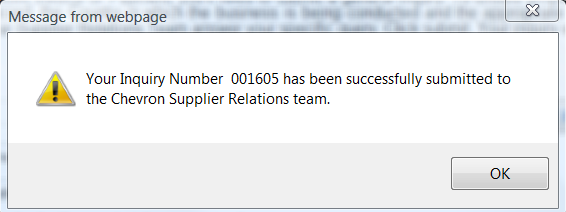 Message from webpage
Your Inquiry Number  001605 has been successfully submitted to
the Chevron Supplier Relations team.
OK